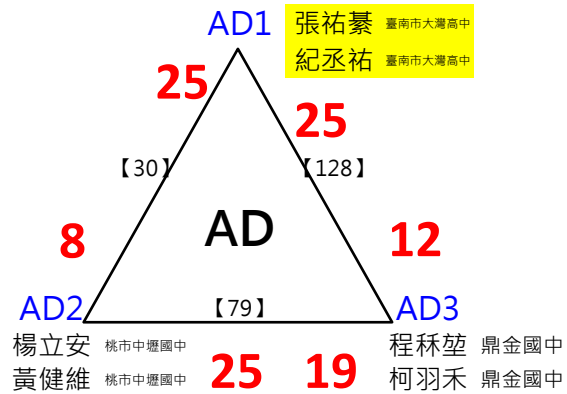 AD1 張祐綦 臺南市大灣高中
紀丞祐 臺南市大灣高中
25
25
【30】 【128】
AD
8 12
AD2 【79】 AD3
楊立安 桃市中壢國中 程秝堃 鼎金國中
黃健維 桃市中壢國中 25 19 柯羽禾 鼎金國中